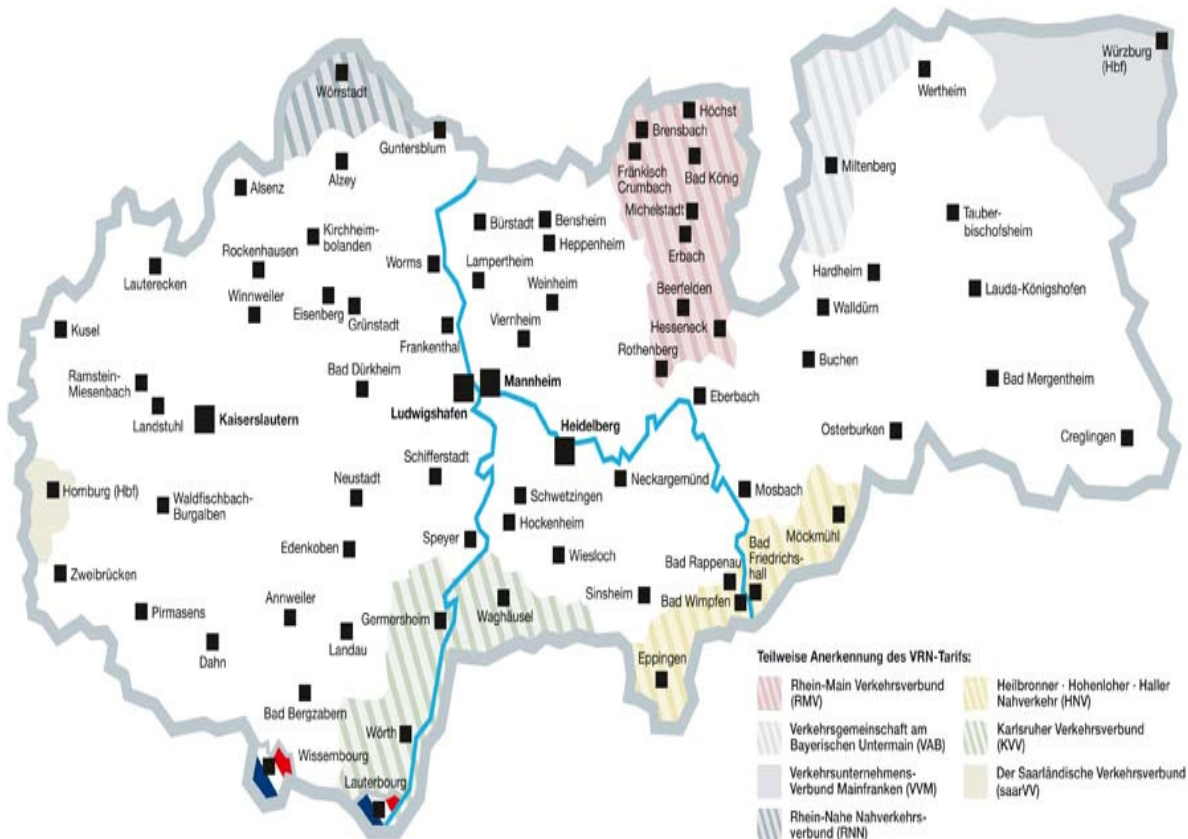 Würzburg
(Hbf)
Wertheim
Wörrstadt
Höchst
Brensbach
Guntersblum
Fränkisch
Crumbach
Bad König
Miltenberg
Alzey
Alsenz
Michelstadt
Tauber-
bischofsheim
Bürstadt
Bensheim
Kirchheim-
bolanden
Heppenheim
Erbach
Rockenhausen
Worms
Lampertheim
Hardheim
Lauterecken
Weinheim
Beerfelden
Walldürn
Lauda-Königshofen
Winnweiler
Eisenberg
Grünstadt
Hesseneck
Kusel
Frankenthal
Viernheim
Rothenberg
Buchen
Bad Dürkheim
Mannheim
Bad Mergentheim
Ramstein-
Miesenbach
Eberbach
Landstuhl
Kaiserslautern
Ludwigshafen
Heidelberg
Osterburken
Creglingen
Schifferstadt
Neckargemünd
Homburg (Hbf)
Neustadt
Schwetzingen
Mosbach
Waldfischbach-
Burgalben
Hockenheim
Möckmühl
Edenkoben
Speyer
Wiesloch
Bad
Friedrichs-
hall
Bad Rappenau
Zweibrücken
Annweiler
Sinsheim
Bad Wimpfen
Pirmasens
Germersheim
Waghäusel
Landau
Dahn
Eppingen
Bad Bergzabern
Wörth
Wissembourg
Lauterbourg
Teilweise Anerkennung des VRN-Tarifs:
Rhein-Main Verkehrsverbund
(RMV)
Verkehrsgemeinschaft am
Bayerischen Untermain (VAB)
Verkehrsunternehmens-
Verbund Mainfranken (VVM)
Rhein-Nahe Nahverkehrs-
verbund (RNN)
Heilbronner · Hohenloher · Haller
Nahverkehr (HNV)
Karlsruher Verkehrsverbund
(KVV)
Der Saarländische Verkehrsverbund
(saarVV)